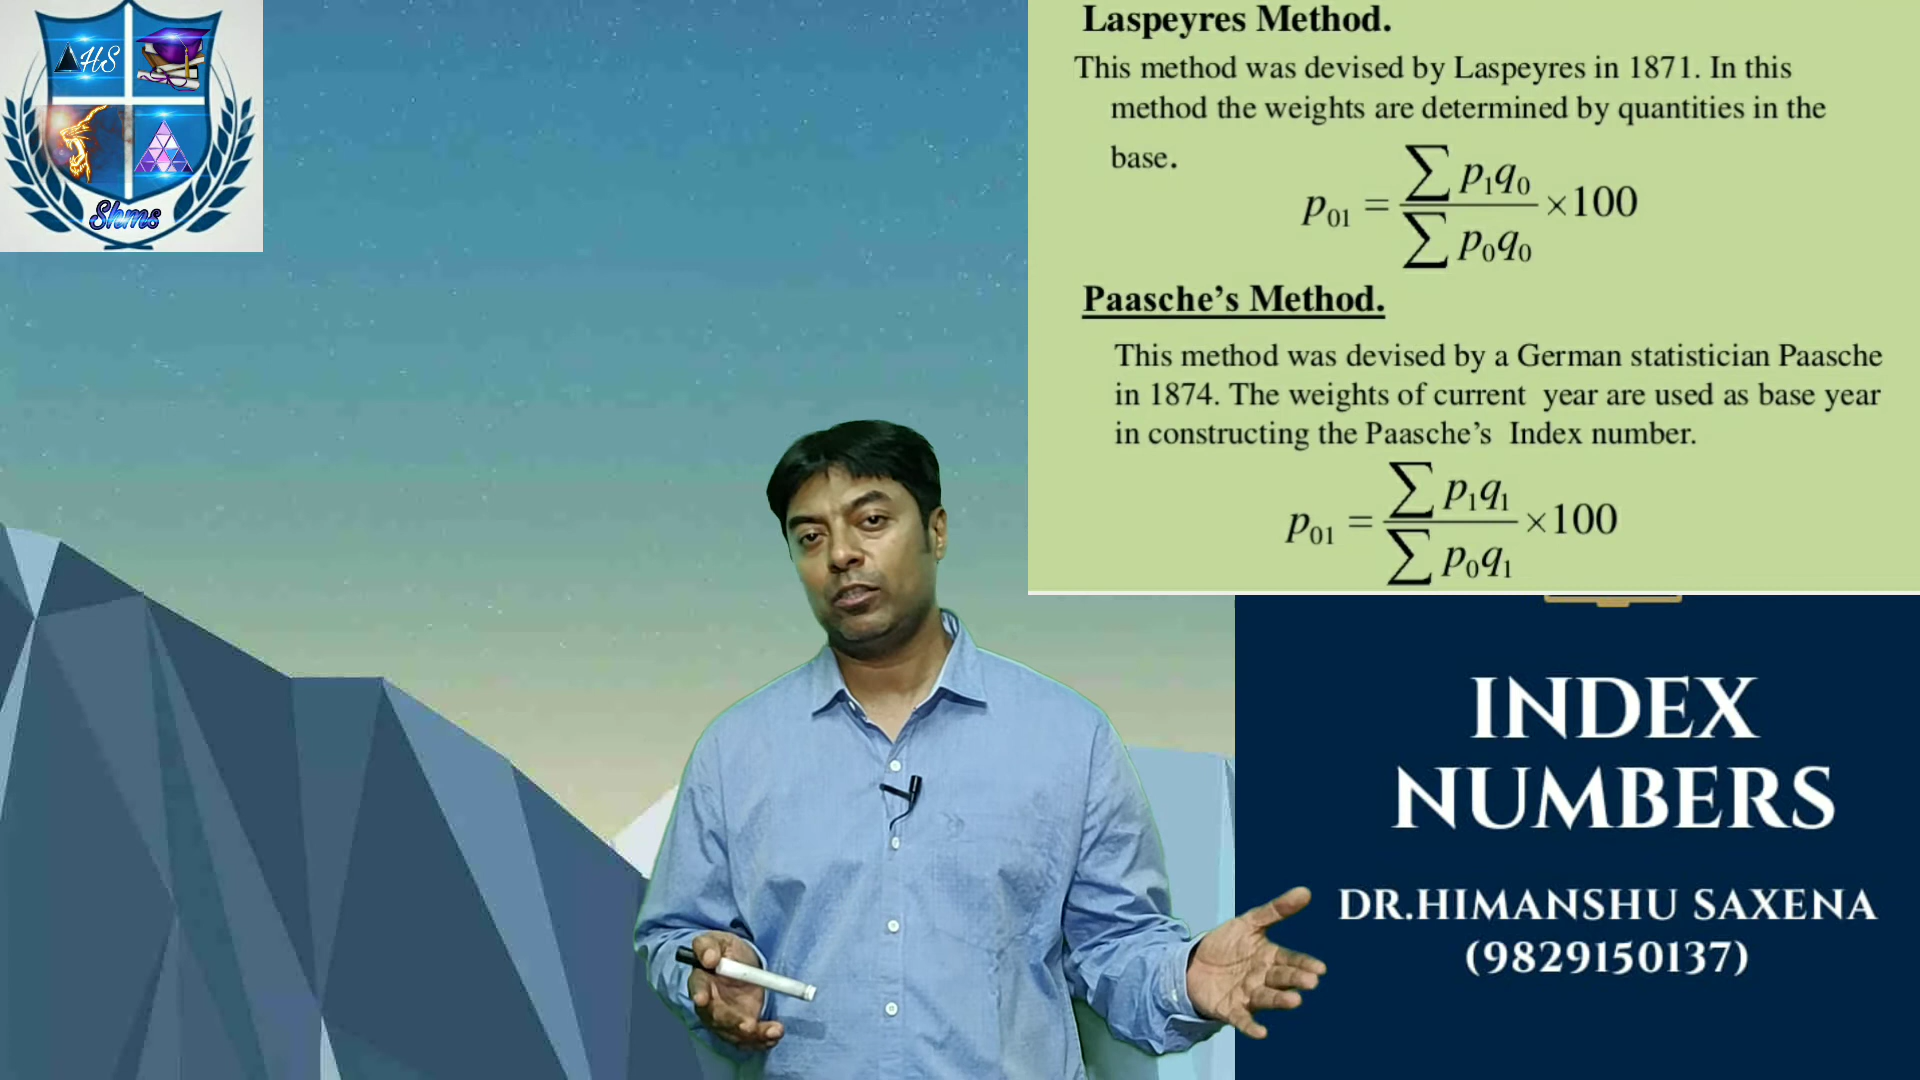 HS
Shms
Laspeyres Method.
This method was devised by Laspeyres in 1871. In this
method the weights are determined by quantities in the
base.
p₀₁ = ∑ p₁q₀ / ∑ p₀q₀ ×100
Paasche’s Method.
This method was devised by a German statistician Paasche
in 1874. The weights of current year are used as base year
in constructing the Paasche’s Index number.
p₀₁ = ∑ p₁q₁ / ∑ p₀q₁ ×100
INDEX
NUMBERS
DR.HIMANSHU SAXENA
(9829150137)